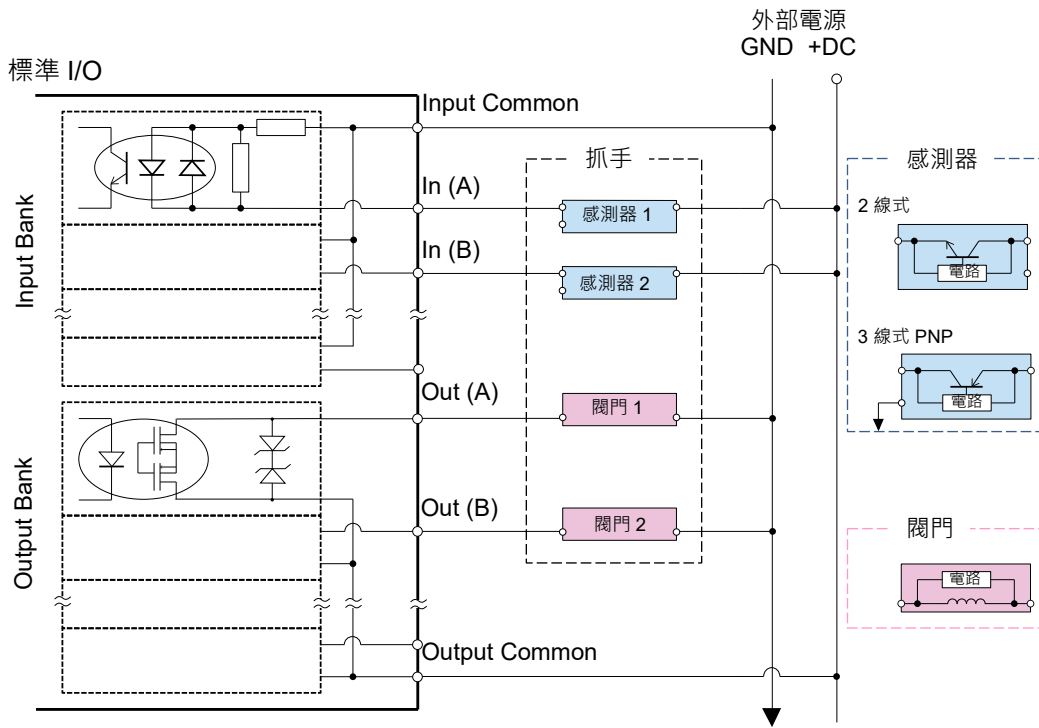 外部電源
GND +DC
標準 I/O
Input Common
抓手
感測器
In (A)
感測器 1
2 線式
電路
Input Bank
In (B)
感測器 2
3 線式 PNP
電路
Out (A)
閥門 1
Out (B)
閥門 2
閥門
電路
Output Bank
Output Common